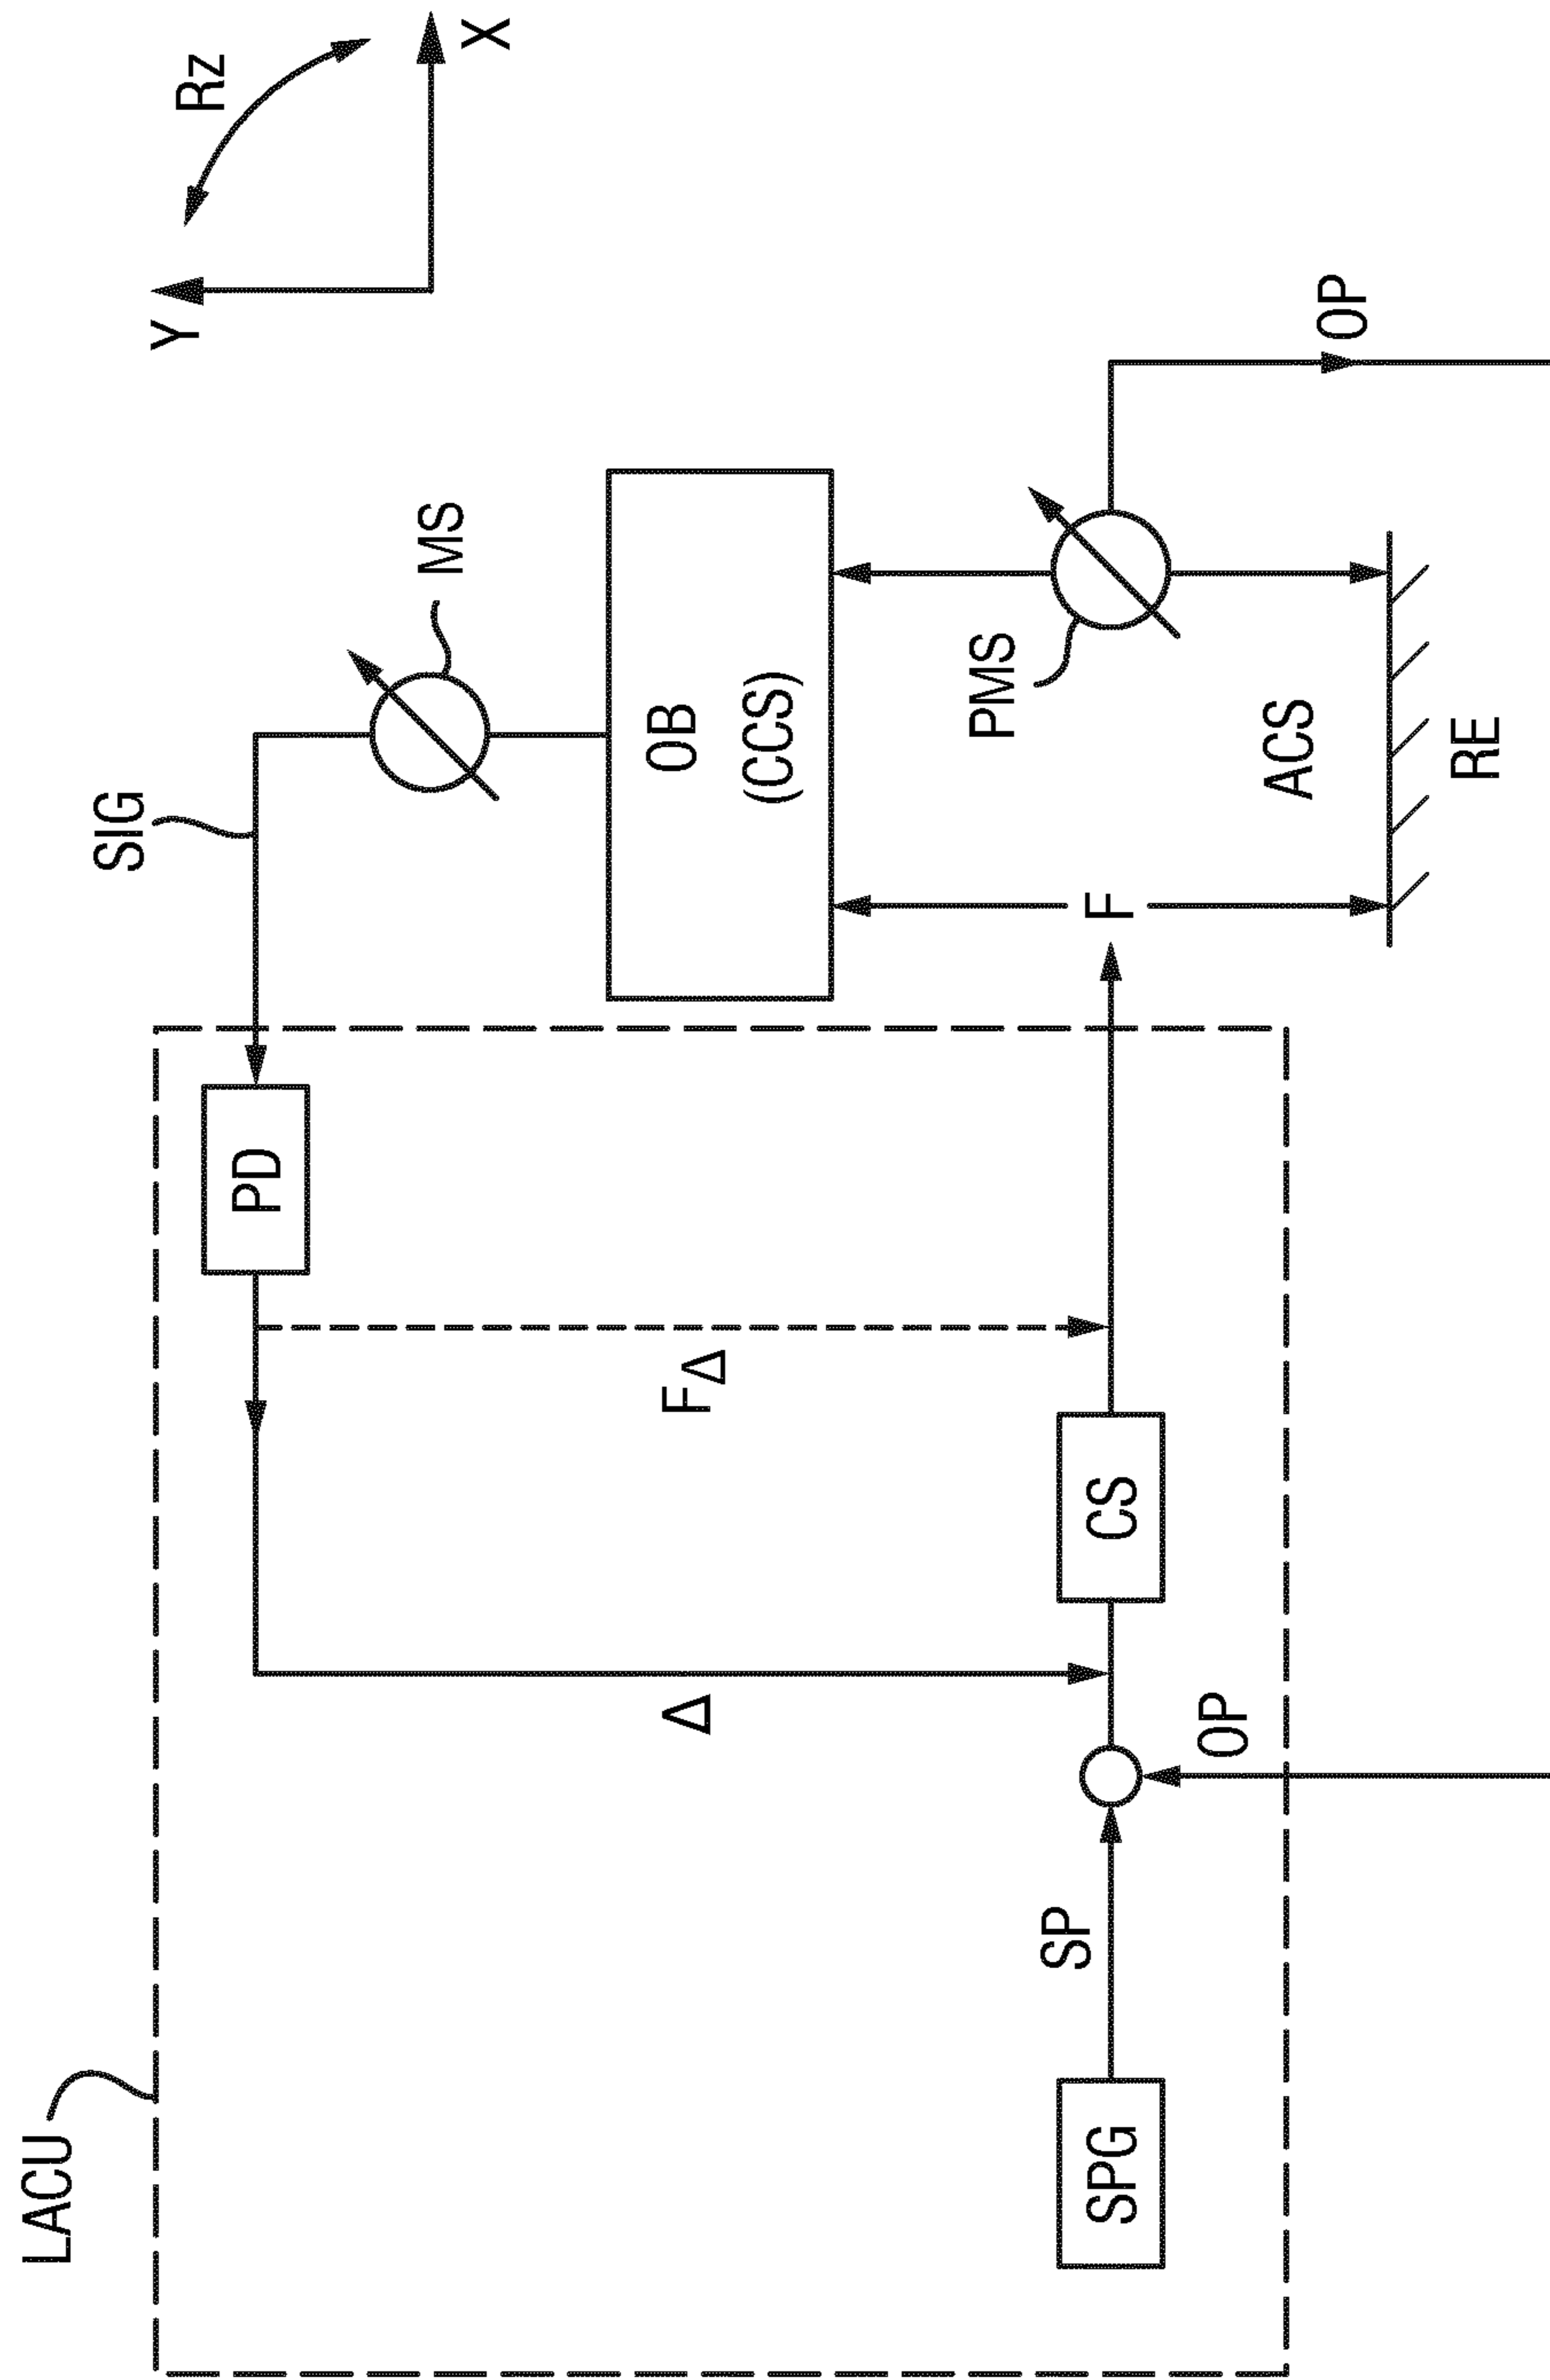 LACU
SIG
Y
Rz
X
PD
MS
FΔ
Δ
OB
(CCS)
SPG
SP
CS
F
PMS
OP
OP
ACS
RE